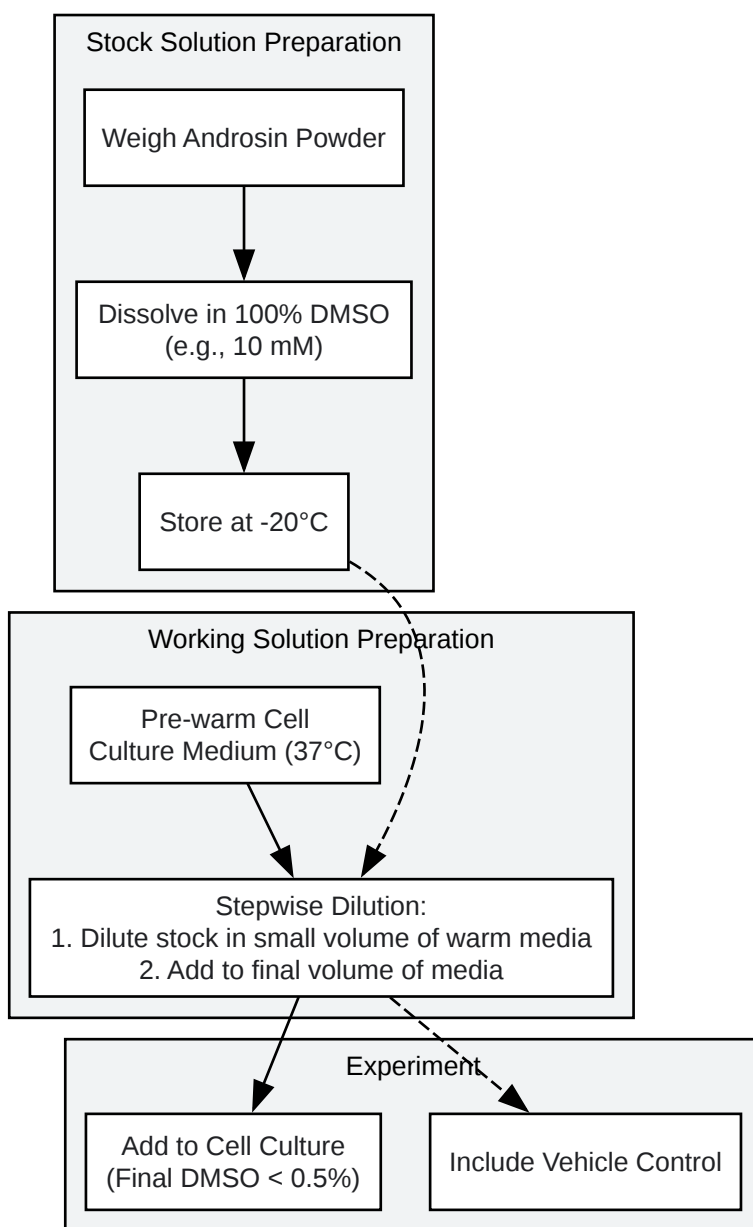 Stock Solution Preparation
Weigh Androsin Powder
Dissolve in 100% DMSO
(e.g., 10 mM)
Store at -20°C
Working Solution Preparation
Pre-warm Cell
Culture Medium (37°C)
Stepwise Dilution:
1. Dilute stock in small volume of warm media
2. Add to final volume of media
Experiment
Add to Cell Culture
(Final DMSO < 0.5%)
Include Vehicle Control